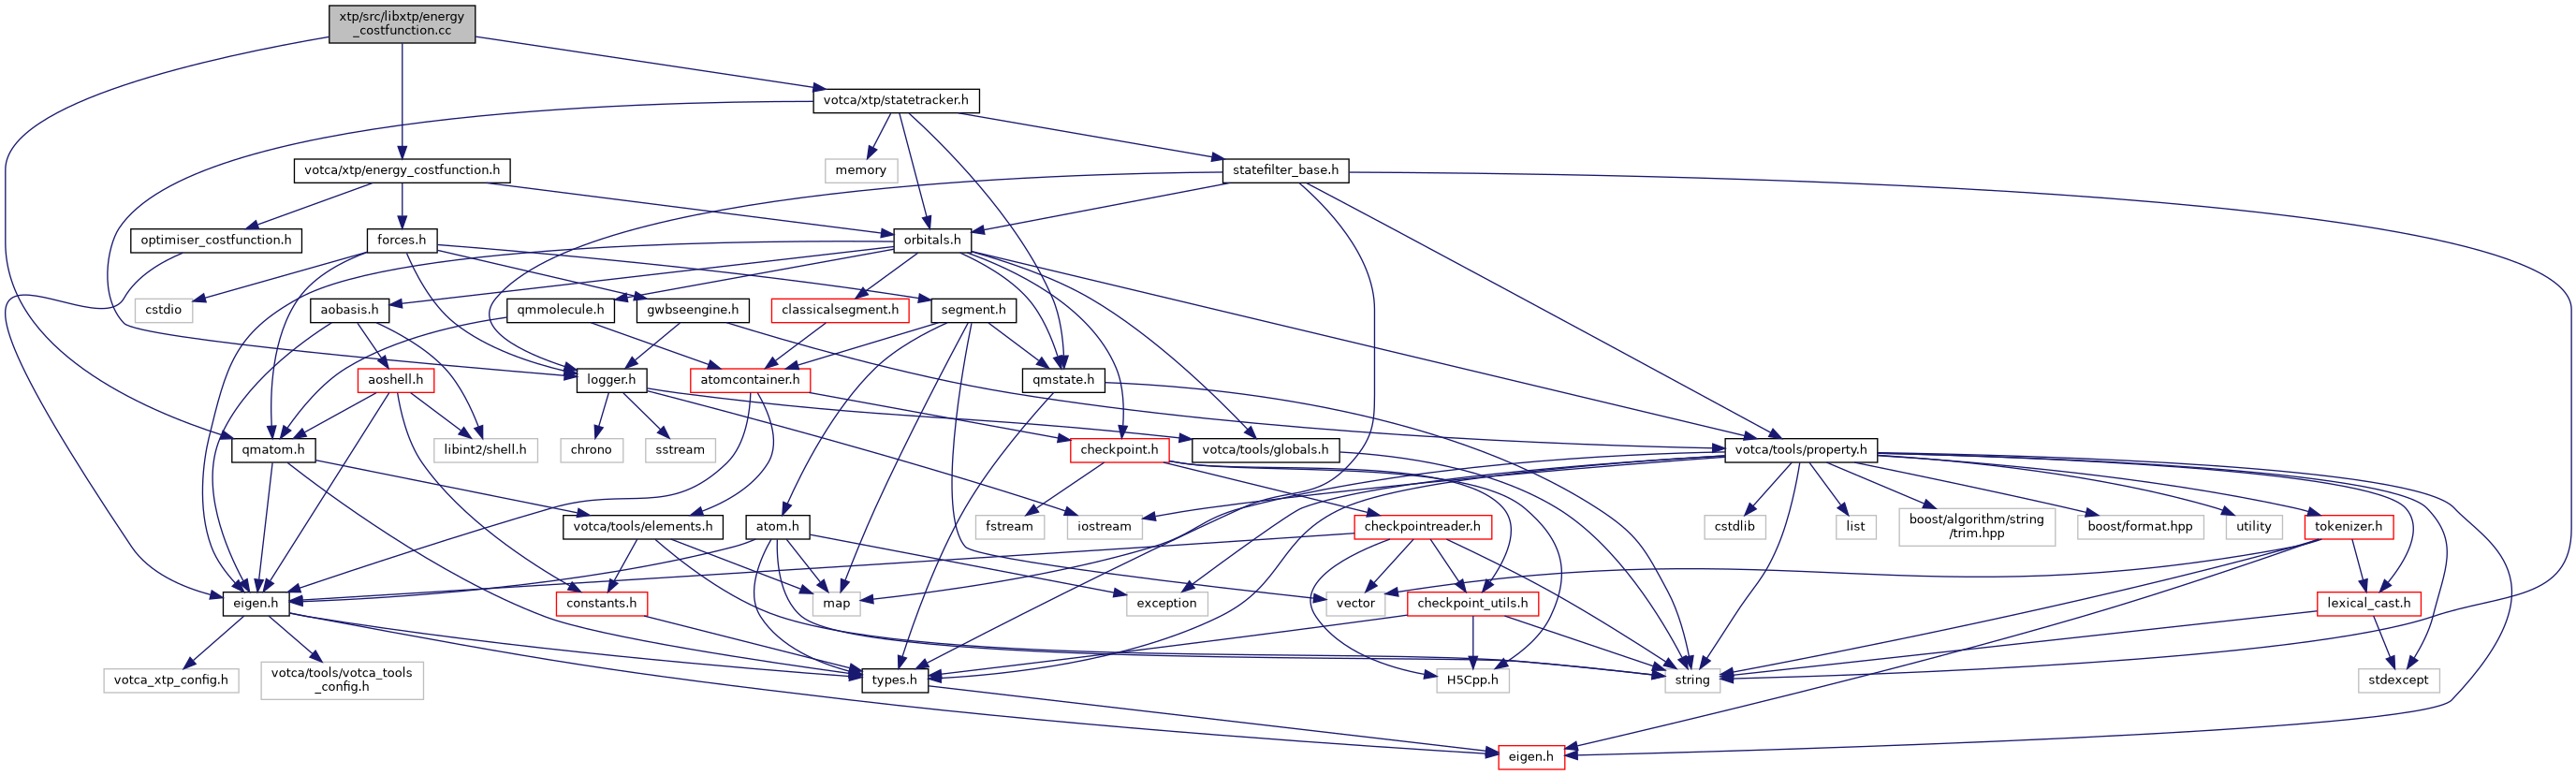 xtp/src/libxtp/energy
_costfunction.cc
votca/xtp/statetracker.h
votca/xtp/energy_costfunction.h
memory
statefilter_base.h
optimiser_costfunction.h
forces.h
orbitals.h
cstdio
aobasis.h
qmmolecule.h
gwbseengine.h
classicalsegment.h
segment.h
aoshell.h
logger.h
atomcontainer.h
qmstate.h
qmatom.h
libint2/shell.h
chrono
sstream
checkpoint.h
votca/tools/globals.h
votca/tools/property.h
votca/tools/elements.h
atom.h
fstream
iostream
checkpointreader.h
cstdlib
list
boost/algorithm/string
/trim.hpp
boost/format.hpp
utility
tokenizer.h
eigen.h
constants.h
map
exception
vector
checkpoint_utils.h
lexical_cast.h
votca_xtp_config.h
votca/tools/votca_tools
_config.h
types.h
H5Cpp.h
string
stdexcept
eigen.h